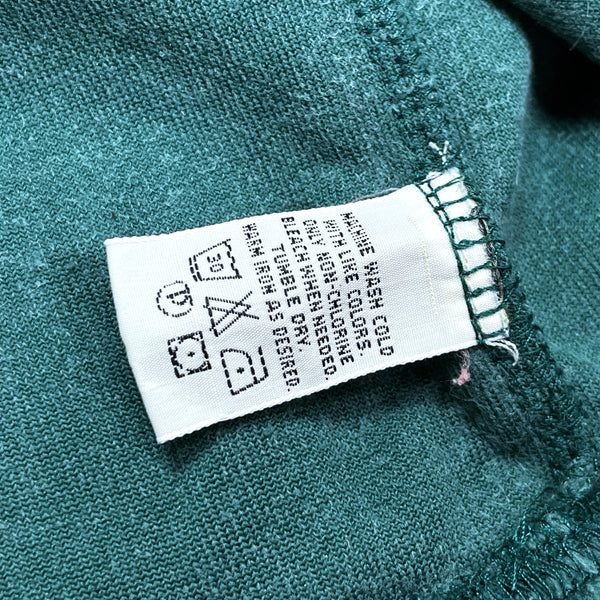 MACHINE WASH COLD
WITH LIKE COLORS.
ONLY NON-CHLORINE
BLEACH WHEN NEEDED.
TUMBLE DRY.
WARM IRON AS DESIRED
30